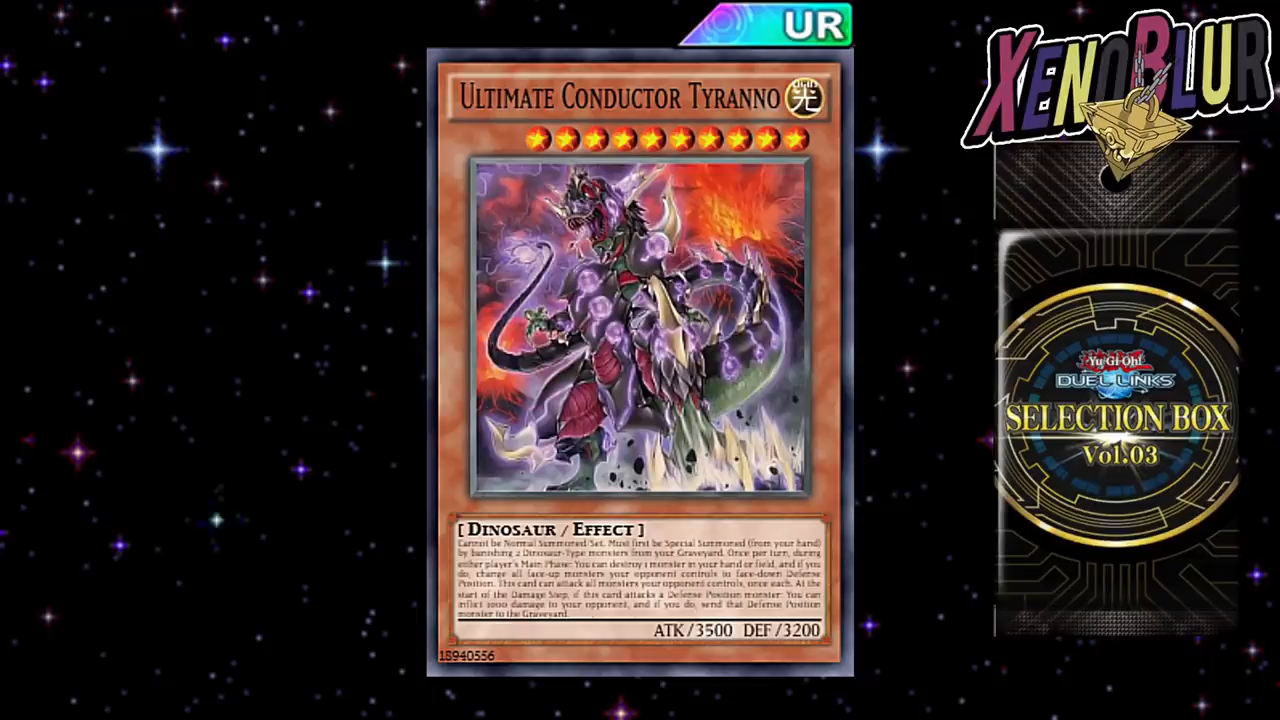 UR
XENOBLUR
ULTIMATE CONDUCTOR TYRANNO
光
Yu-Gi-Oh!
DUEL LINKS
SELECTION BOX
Vol.03
[ DINOSAUR / EFFECT ]
Cannot be Normal Summoned/Set. Must first be Special Summoned (from your hand)
by banishing 2 Dinosaur-Type monsters from your Graveyard. Once per turn, during
either player's Main Phase: You can destroy 1 monster in your hand or field, and if you
do, change all face-up monsters your opponent controls to face-down Defense
Position. This card can attack all monsters your opponent controls, once each. At the
start of the Damage Step, if this card attacks a Defense Position monster: You can
inflict 1000 damage to your opponent, and if you do, send that Defense Position
monster to the Graveyard.
ATK/3500 DEF/3200
18940556